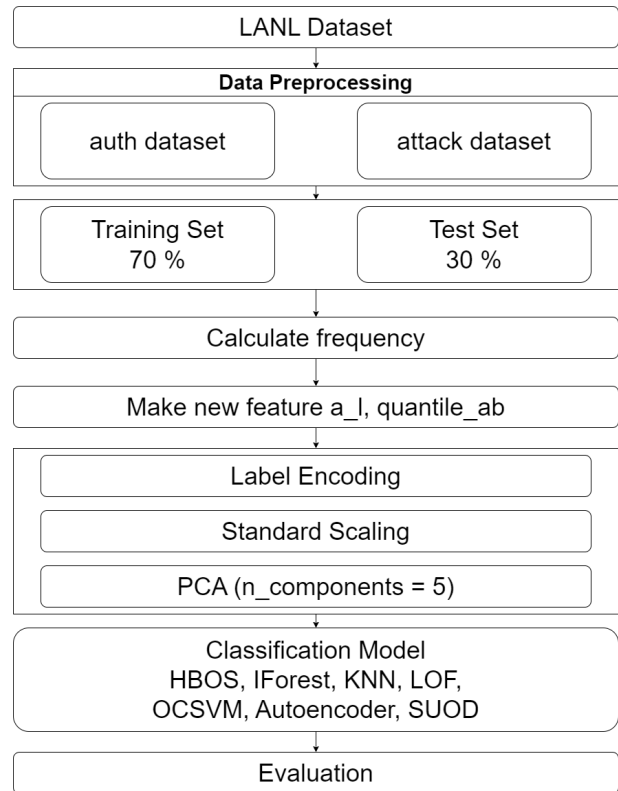 LANL Dataset
Data Preprocessing
auth dataset
attack dataset
Training Set
70 %
Test Set
30 %
Calculate frequency
Make new feature a_l, quantile_ab
Label Encoding
Standard Scaling
PCA (n_components = 5)
Classification Model
HBOS, IForest, KNN, LOF,
OCSVM, Autoencoder, SUOD
Evaluation